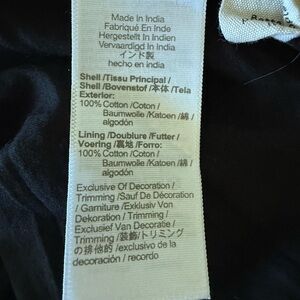 Made In India
Fabriqué En Inde
Hergestellt In Indien
Vervaardigd In India
インド製
hecho en india
Shell /Tissu Principal /
Shell /Bovenstof /本体 /Tela
Exterior:
100% Cotton /Coton /
Baumwolle /Katoen /綿 /
algodón
Lining /Doublure /Futter /
Voering /裏地 /Forro:
100% Cotton /Coton /
Baumwolle /Katoen /綿 /
algodón
Exclusive Of Decoration /
Trimming /Sauf De Décoration
/ Garniture /Exklusiv Von
Dekoration / Trimming /
Exclusief Van Decoratie /
Trimming /装飾/トリミング
の排他的 /exclusivo de la
decoración / recordo